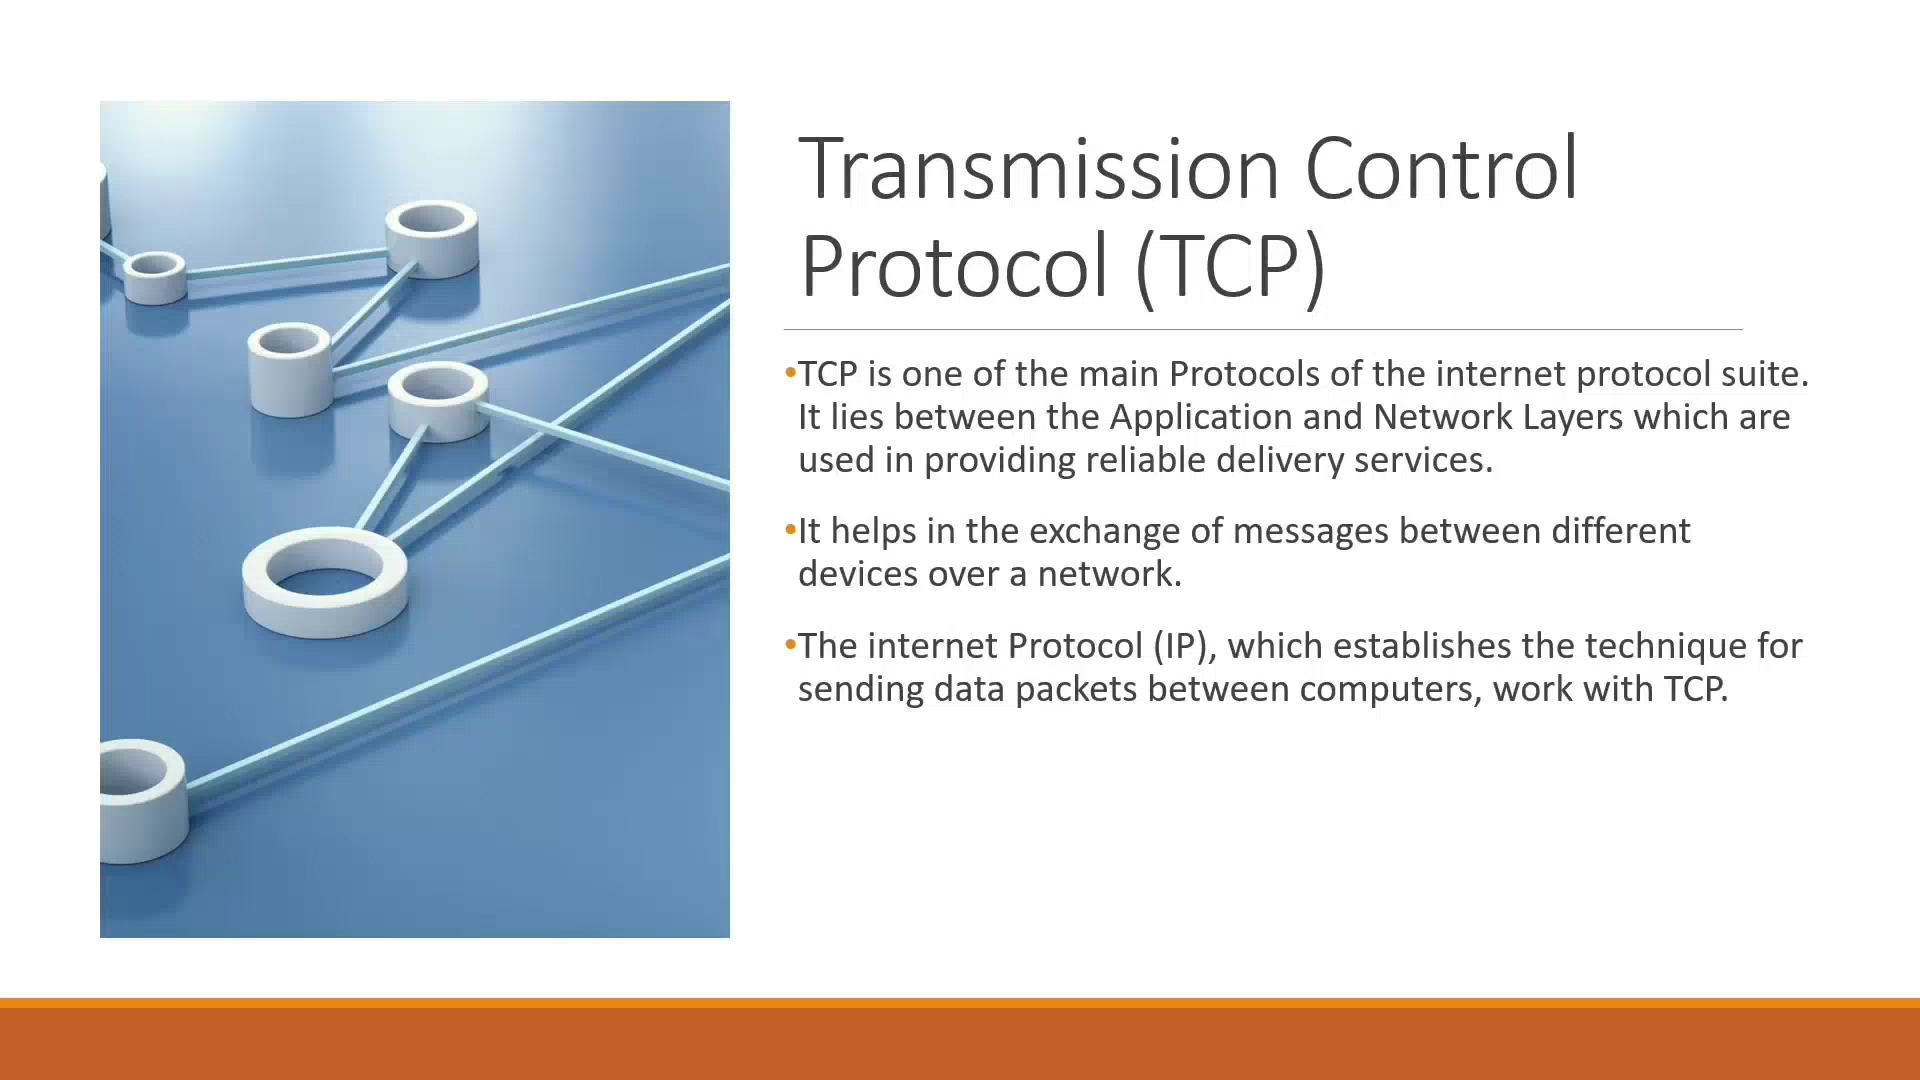 Transmission Control
Protocol (TCP)
•TCP is one of the main Protocols of the internet protocol suite.
It lies between the Application and Network Layers which are
used in providing reliable delivery services.
•It helps in the exchange of messages between different
devices over a network.
•The internet Protocol (IP), which establishes the technique for
sending data packets between computers, work with TCP.